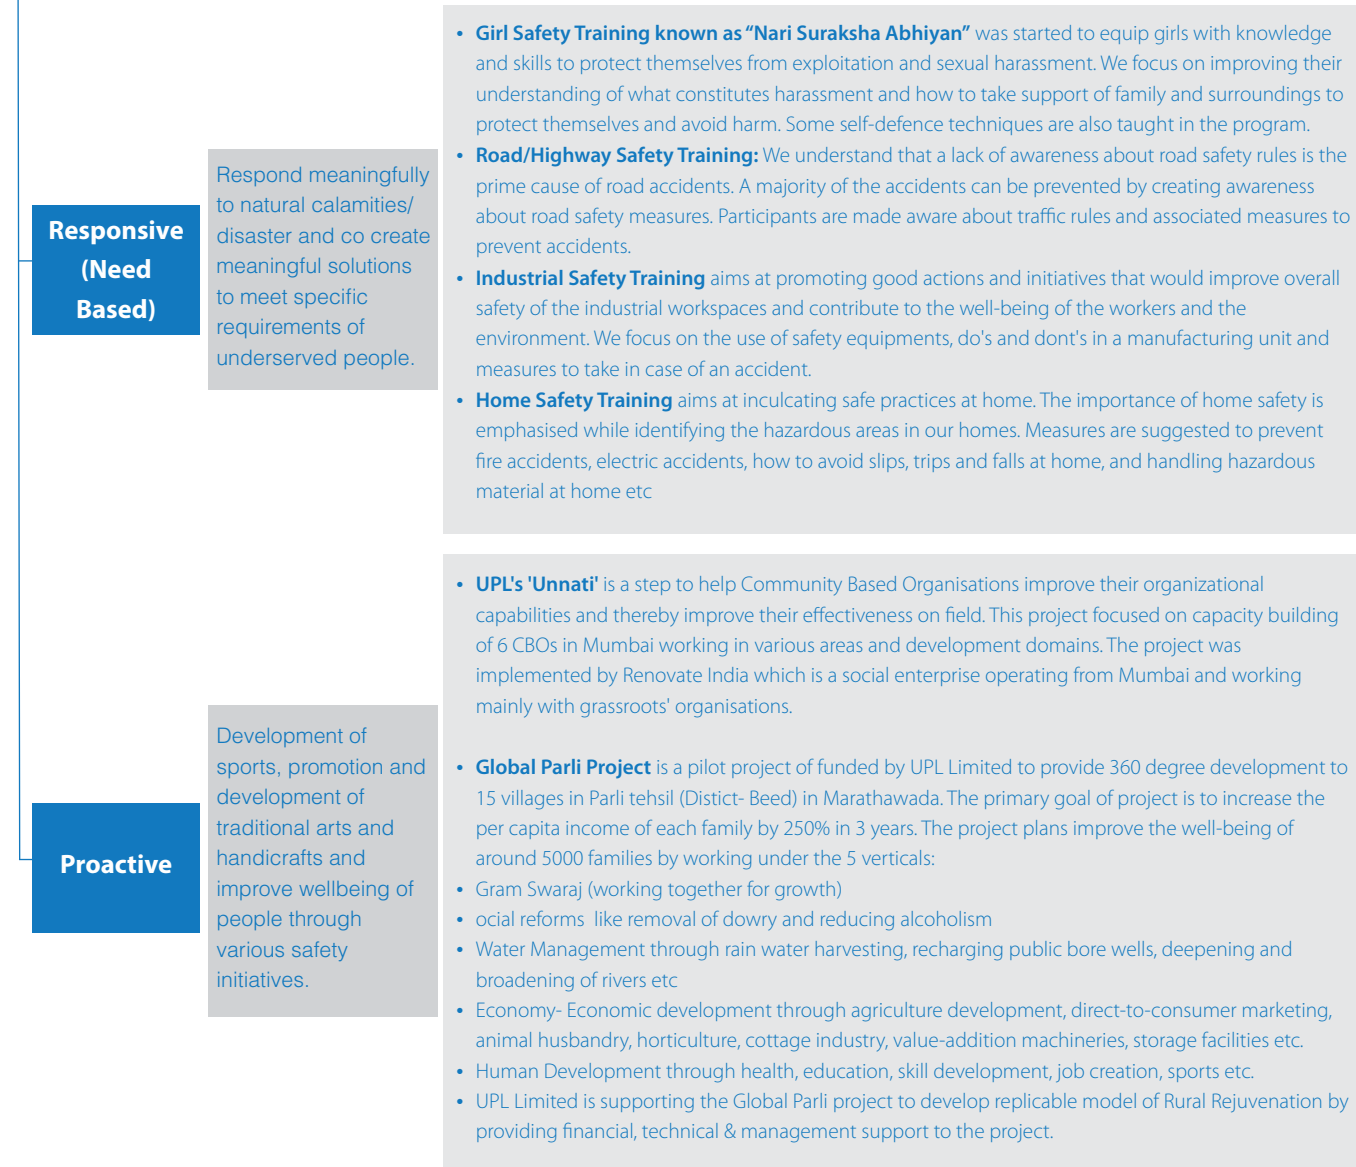 Responsive
(Need
Based)
Respond meaningfully
to natural calamities/
disaster and co create
meaningful solutions
to meet specific
requirements of
underserved people.
• Girl Safety Training known as “Nari Suraksha Abhiyan” was started to equip girls with knowledge
and skills to protect themselves from exploitation and sexual harassment. We focus on improving their
understanding of what constitutes harassment and how to take support of family and surroundings to
protect themselves and avoid harm. Some self-defence techniques are also taught in the program.
• Road/Highway Safety Training: We understand that a lack of awareness about road safety rules is the
prime cause of road accidents. A majority of the accidents can be prevented by creating awareness
about road safety measures. Participants are made aware about traffic rules and associated measures to
prevent accidents.
• Industrial Safety Training aims at promoting good actions and initiatives that would improve overall
safety of the industrial workspaces and contribute to the well-being of the workers and the
environment. We focus on the use of safety equipments, do's and dont's in a manufacturing unit and
measures to take in case of an accident.
• Home Safety Training aims at inculcating safe practices at home. The importance of home safety is
emphasised while identifying the hazardous areas in our homes. Measures are suggested to prevent
fire accidents, electric accidents, how to avoid slips, trips and falls at home, and handling hazardous
material at home etc
Proactive
Development of
sports, promotion and
development of
traditional arts and
handicrafts and
improve wellbeing of
people through
various safety
initiatives.
• UPL's 'Unnati' is a step to help Community Based Organisations improve their organizational
capabilities and thereby improve their effectiveness on field. This project focused on capacity building
of 6 CBOs in Mumbai working in various areas and development domains. The project was
implemented by Renovate India which is a social enterprise operating from Mumbai and working
mainly with grassroots' organisations.
• Global Parli Project is a pilot project of funded by UPL Limited to provide 360 degree development to
15 villages in Parli tehsil (Distict- Beed) in Marathawada. The primary goal of project is to increase the
per capita income of each family by 250% in 3 years. The project plans improve the well-being of
around 5000 families by working under the 5 verticals:
• Gram Swaraj (working together for growth)
• ocial reforms like removal of dowry and reducing alcoholism
• Water Management through rain water harvesting, recharging public bore wells, deepening and
broadening of rivers etc
• Economy- Economic development through agriculture development, direct-to-consumer marketing,
animal husbandry, horticulture, cottage industry, value-addition machineries, storage facilities etc.
• Human Development through health, education, skill development, job creation, sports etc.
• UPL Limited is supporting the Global Parli project to develop replicable model of Rural Rejuvenation by
providing financial, technical & management support to the project.